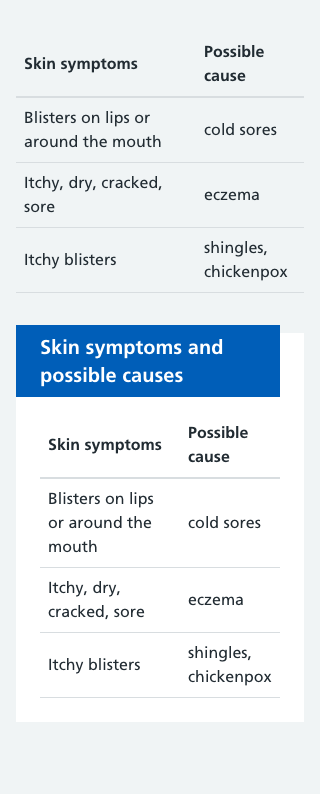 Skin symptoms
Possible
cause
Blisters on lips or
around the mouth
cold sores
Itchy, dry, cracked,
sore
eczema
Itchy blisters
shingles,
chickenpox
Skin symptoms and
possible causes
Skin symptoms
Possible
cause
Blisters on lips
or around the
mouth
cold sores
Itchy, dry,
cracked, sore
eczema
Itchy blisters
shingles,
chickenpox